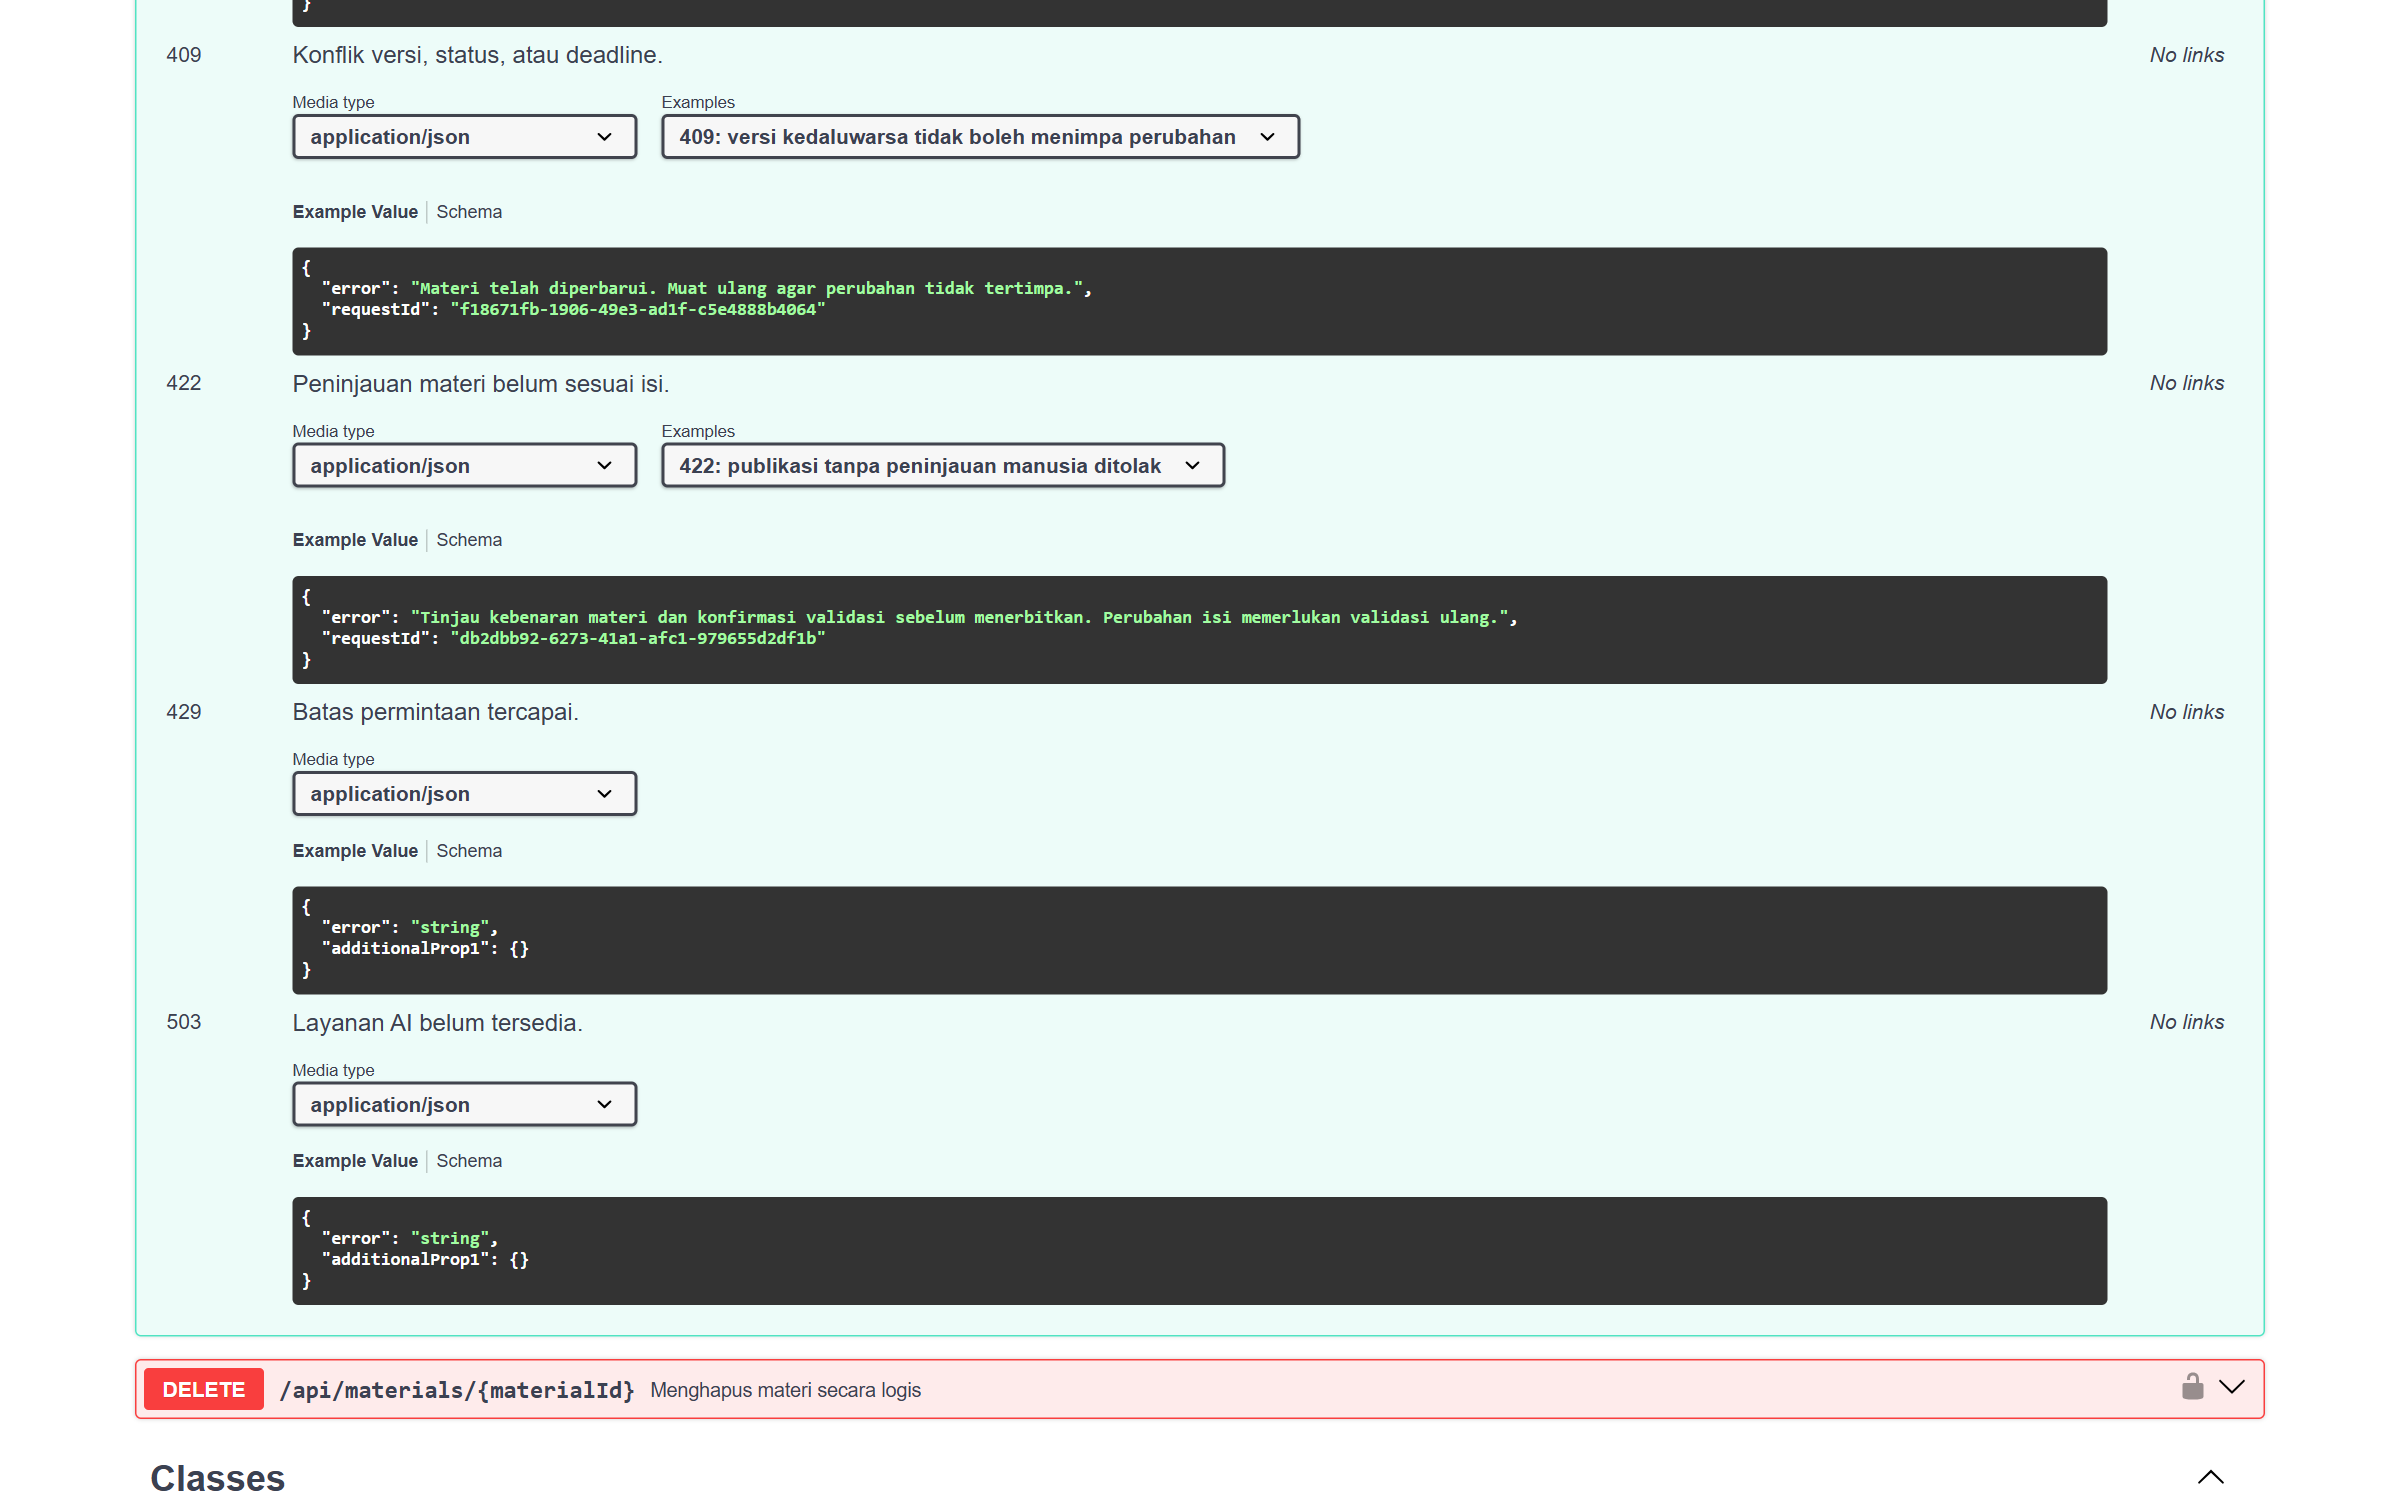 }
409
Konflik versi, status, atau deadline.
No links
Media type
Examples
application/json
409: versi kedaluwarsa tidak boleh menimpa perubahan
Example Value
Schema
{
"error": "Materi telah diperbarui. Muat ulang agar perubahan tidak tertimpa.",
"requestId": "f18671fb-1906-49e3-ad1f-c5e4888b4064"
}
422
Peninjauan materi belum sesuai isi.
No links
Media type
Examples
application/json
422: publikasi tanpa peninjauan manusia ditolak
Example Value
Schema
{
"error": "Tinjau kebenaran materi dan konfirmasi validasi sebelum menerbitkan. Perubahan isi memerlukan validasi ulang.",
"requestId": "db2dbb92-6273-41a1-afc1-979655d2df1b"
}
429
Batas permintaan tercapai.
No links
Media type
application/json
Example Value
Schema
{
"error": "string",
"additionalProp1": {}
}
503
Layanan AI belum tersedia.
No links
Media type
application/json
Example Value
Schema
{
"error": "string",
"additionalProp1": {}
}
DELETE
/api/materials/{materialId}
Menghapus materi secara logis
Classes